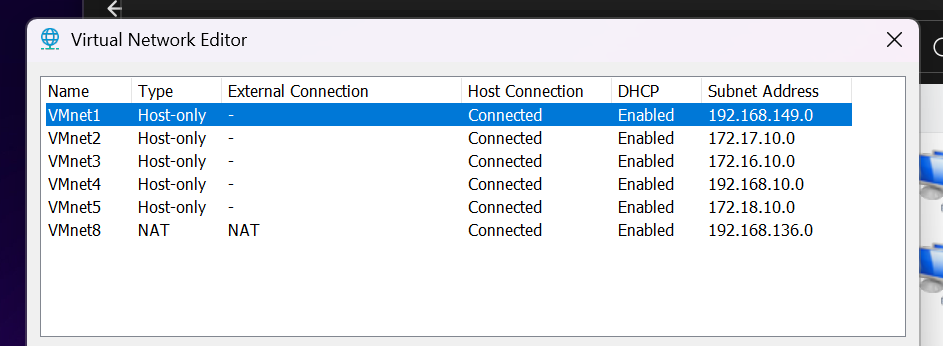 Virtual Network Editor
Name Type External Connection Host Connection DHCP Subnet Address
VMnet1 Host-only - Connected Enabled 192.168.149.0
VMnet2 Host-only - Connected Enabled 172.17.10.0
VMnet3 Host-only - Connected Enabled 172.16.10.0
VMnet4 Host-only - Connected Enabled 192.168.10.0
VMnet5 Host-only - Connected Enabled 172.18.10.0
VMnet8 NAT NAT Connected Enabled 192.168.136.0